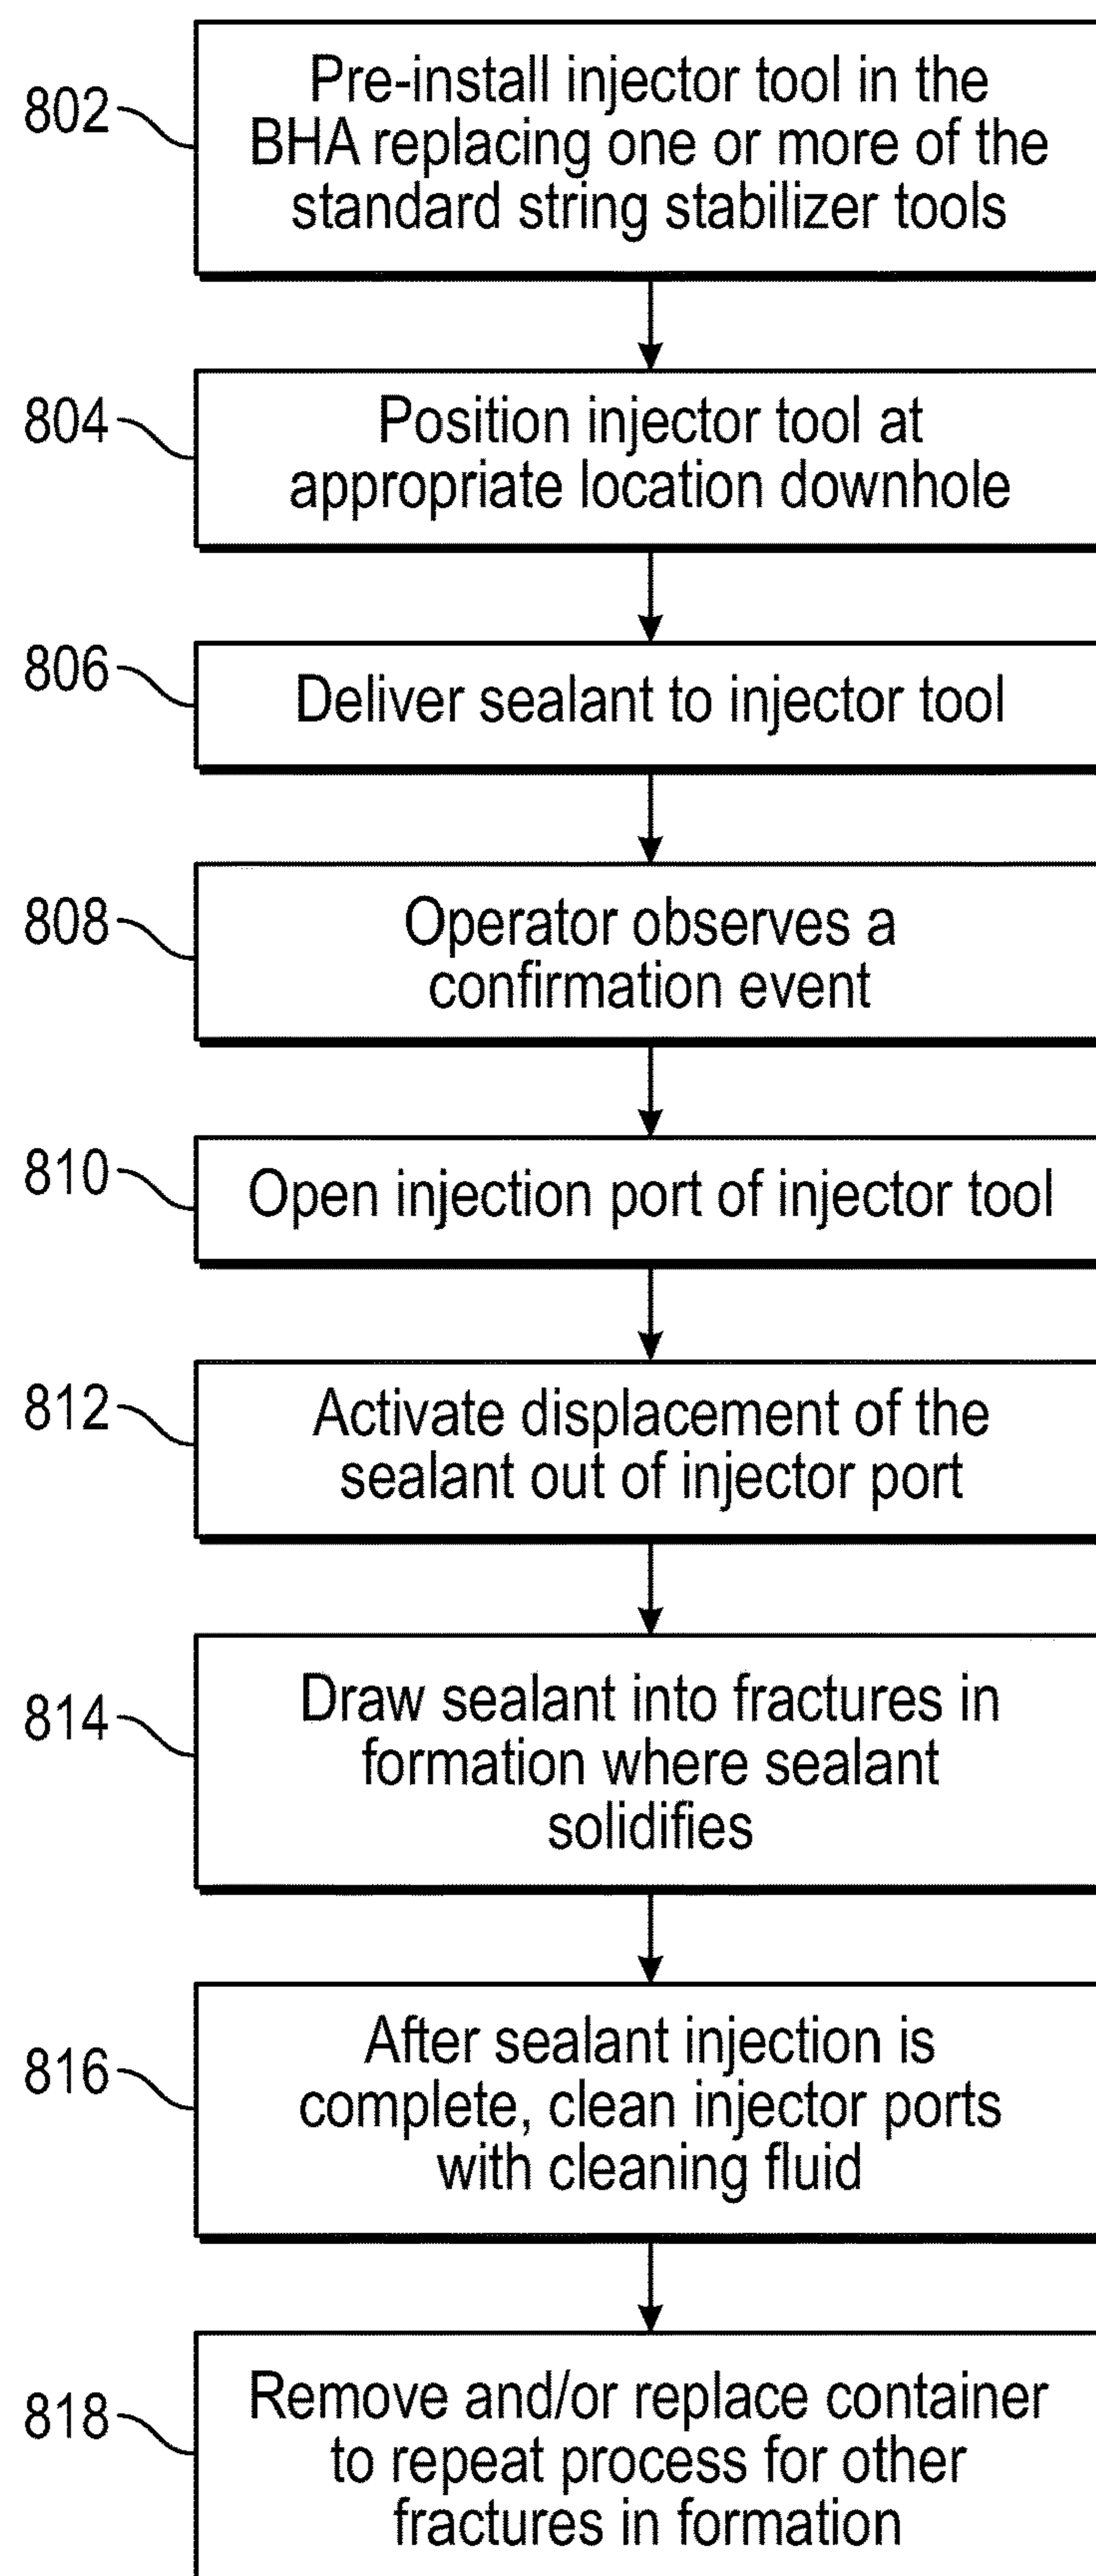 802
Pre-install injector tool in the
BHA replacing one or more of the
standard string stabilizer tools
804
Position injector tool at
appropriate location downhole
806
Deliver sealant to injector tool
808
Operator observes a
confirmation event
810
Open injection port of injector tool
812
Activate displacement of the
sealant out of injector port
814
Draw sealant into fractures in
formation where sealant
solidifies
816
After sealant injection is
complete, clean injector ports
with cleaning fluid
818
Remove and/or replace container
to repeat process for other
fractures in formation